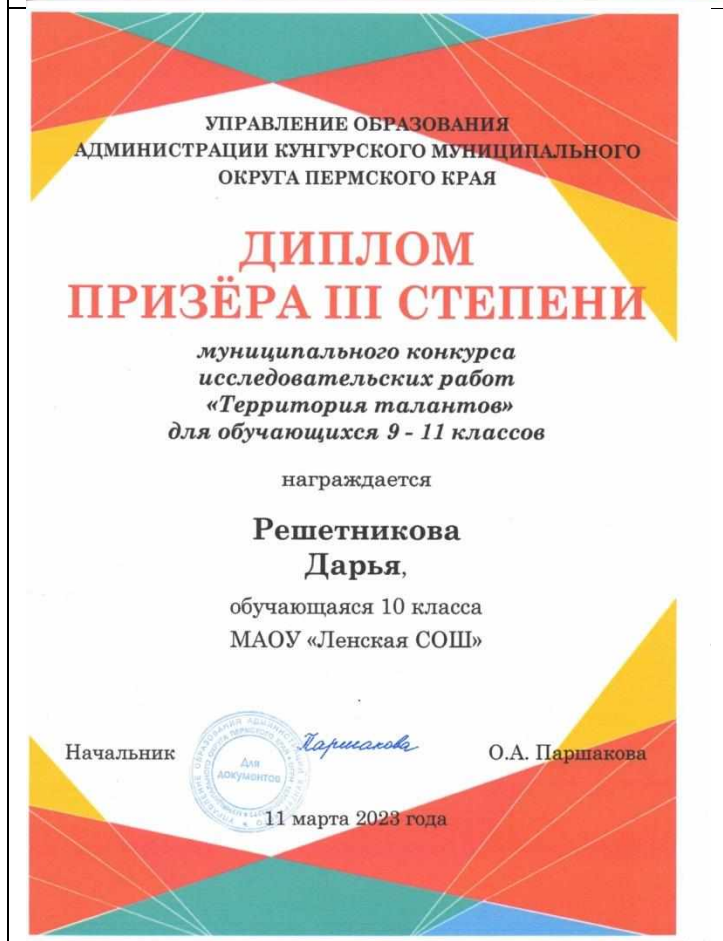 УПРАВЛЕНИЕ ОБРАЗОВАНИЯ
АДМИНИСТРАЦИИ КУНГУРСКОГО МУНИЦИПАЛЬНОГО
ОКРУГА ПЕРМСКОГО КРАЯ
ДИПЛОМ
ПРИЗЁРА III СТЕПЕНИ
муниципального конкурса
исследовательских работ
«Территория талантов»
для обучающихся 9 - 11 классов
награждается
Решетникова
Дарья,
обучающаяся 10 класса
МАОУ «Ленская СОШ»
Начальник
Для
документов
Паршакова
О.А. Паршакова
11 марта 2023 года